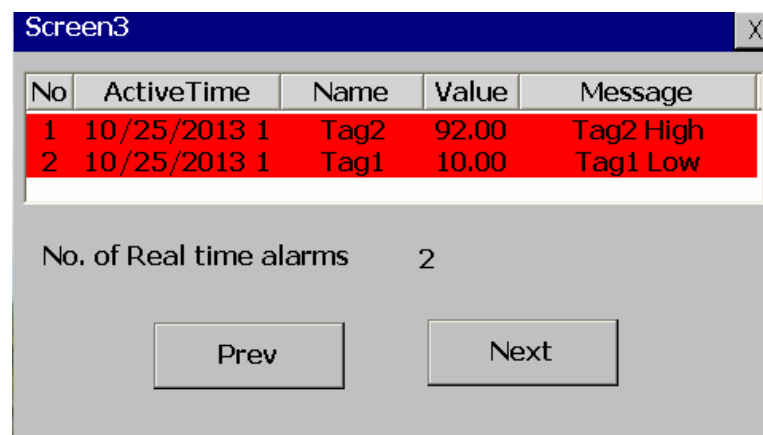 Screen3 X
No ActiveTime Name Value Message
1 10/25/2013 1 Tag2 92.00 Tag2 High
2 10/25/2013 1 Tag1 10.00 Tag1 Low
No. of Real time alarms 2
Prev Next